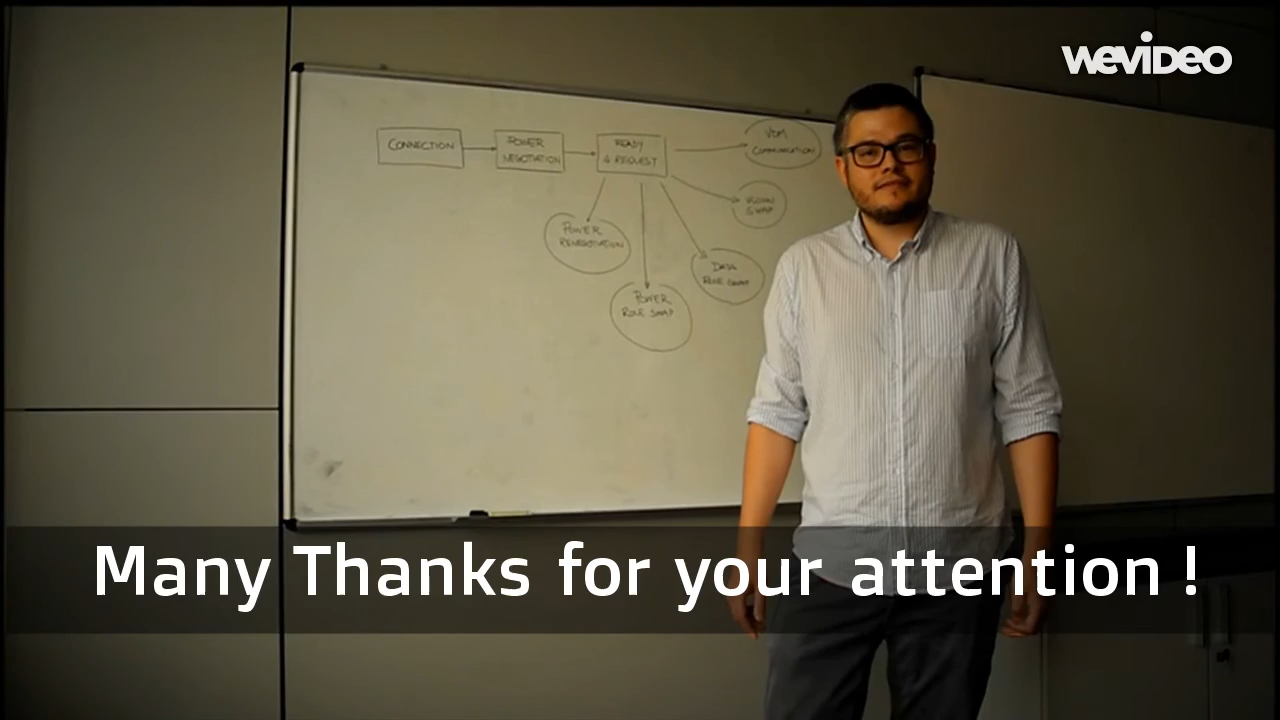 WEVIDEO
CONNECTION
POWER
NEGOTIATION
READY
4 REQUEST
VDM
COMMUNICATION
VCONN
SWAP
POWER
RENEGOTIATION
DATA
ROLE SWAP
POWER
ROLE SWAP
Many Thanks for your attention !